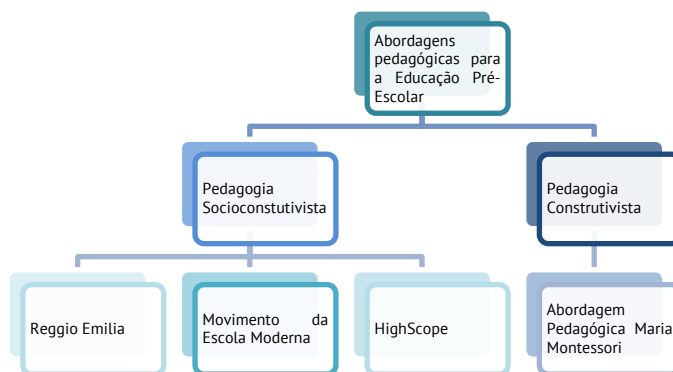 Abordagens
pedagógicas para
a Educação Pré-
Escolar
Pedagogia
Socioconstutivista
Pedagogia
Construtivista
Reggio Emilia
Movimento da
Escola Moderna
HighScope
Abordagem
Pedagógica Maria
Montessori